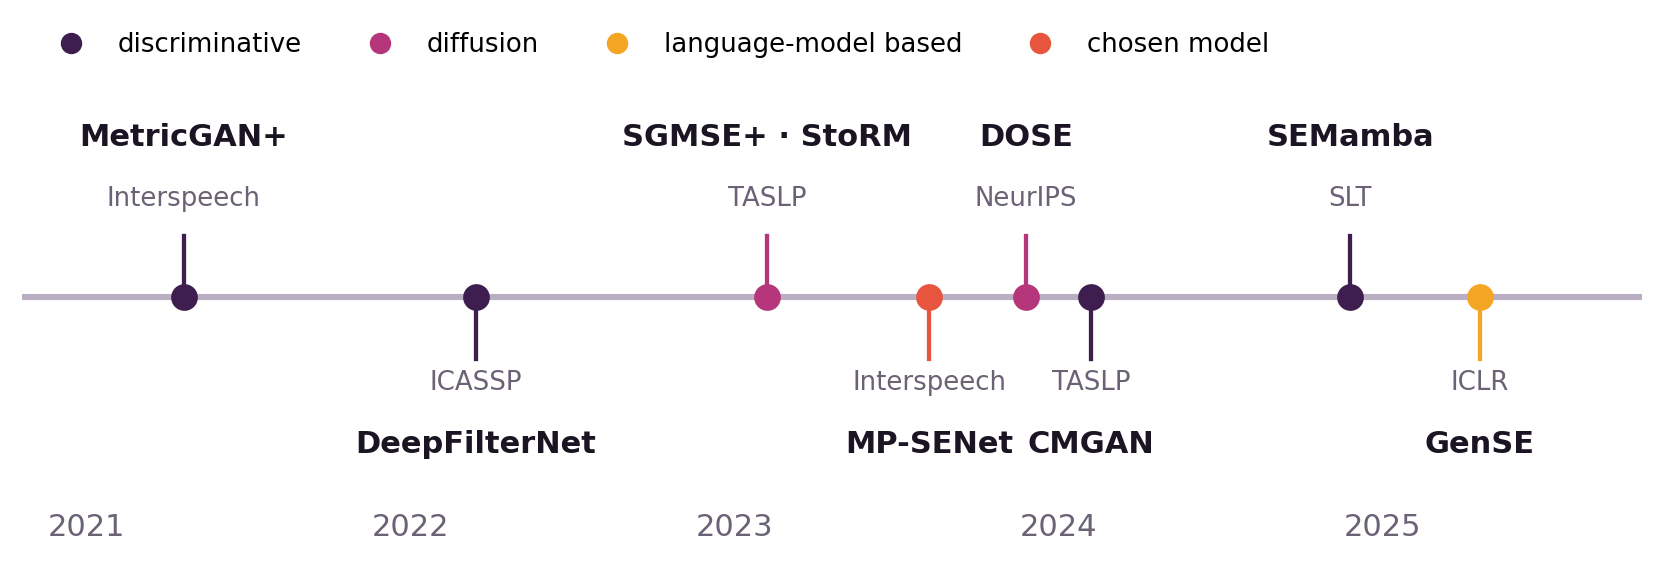 discriminative diffusion language-model based chosen model
MetricGAN+ SGMSE+ · StoRM DOSE SEMamba
Interspeech TASLP NeurIPS SLT
ICASSP Interspeech TASLP ICLR
DeepFilterNet MP-SENet CMGAN GenSE
2021 2022 2023 2024 2025